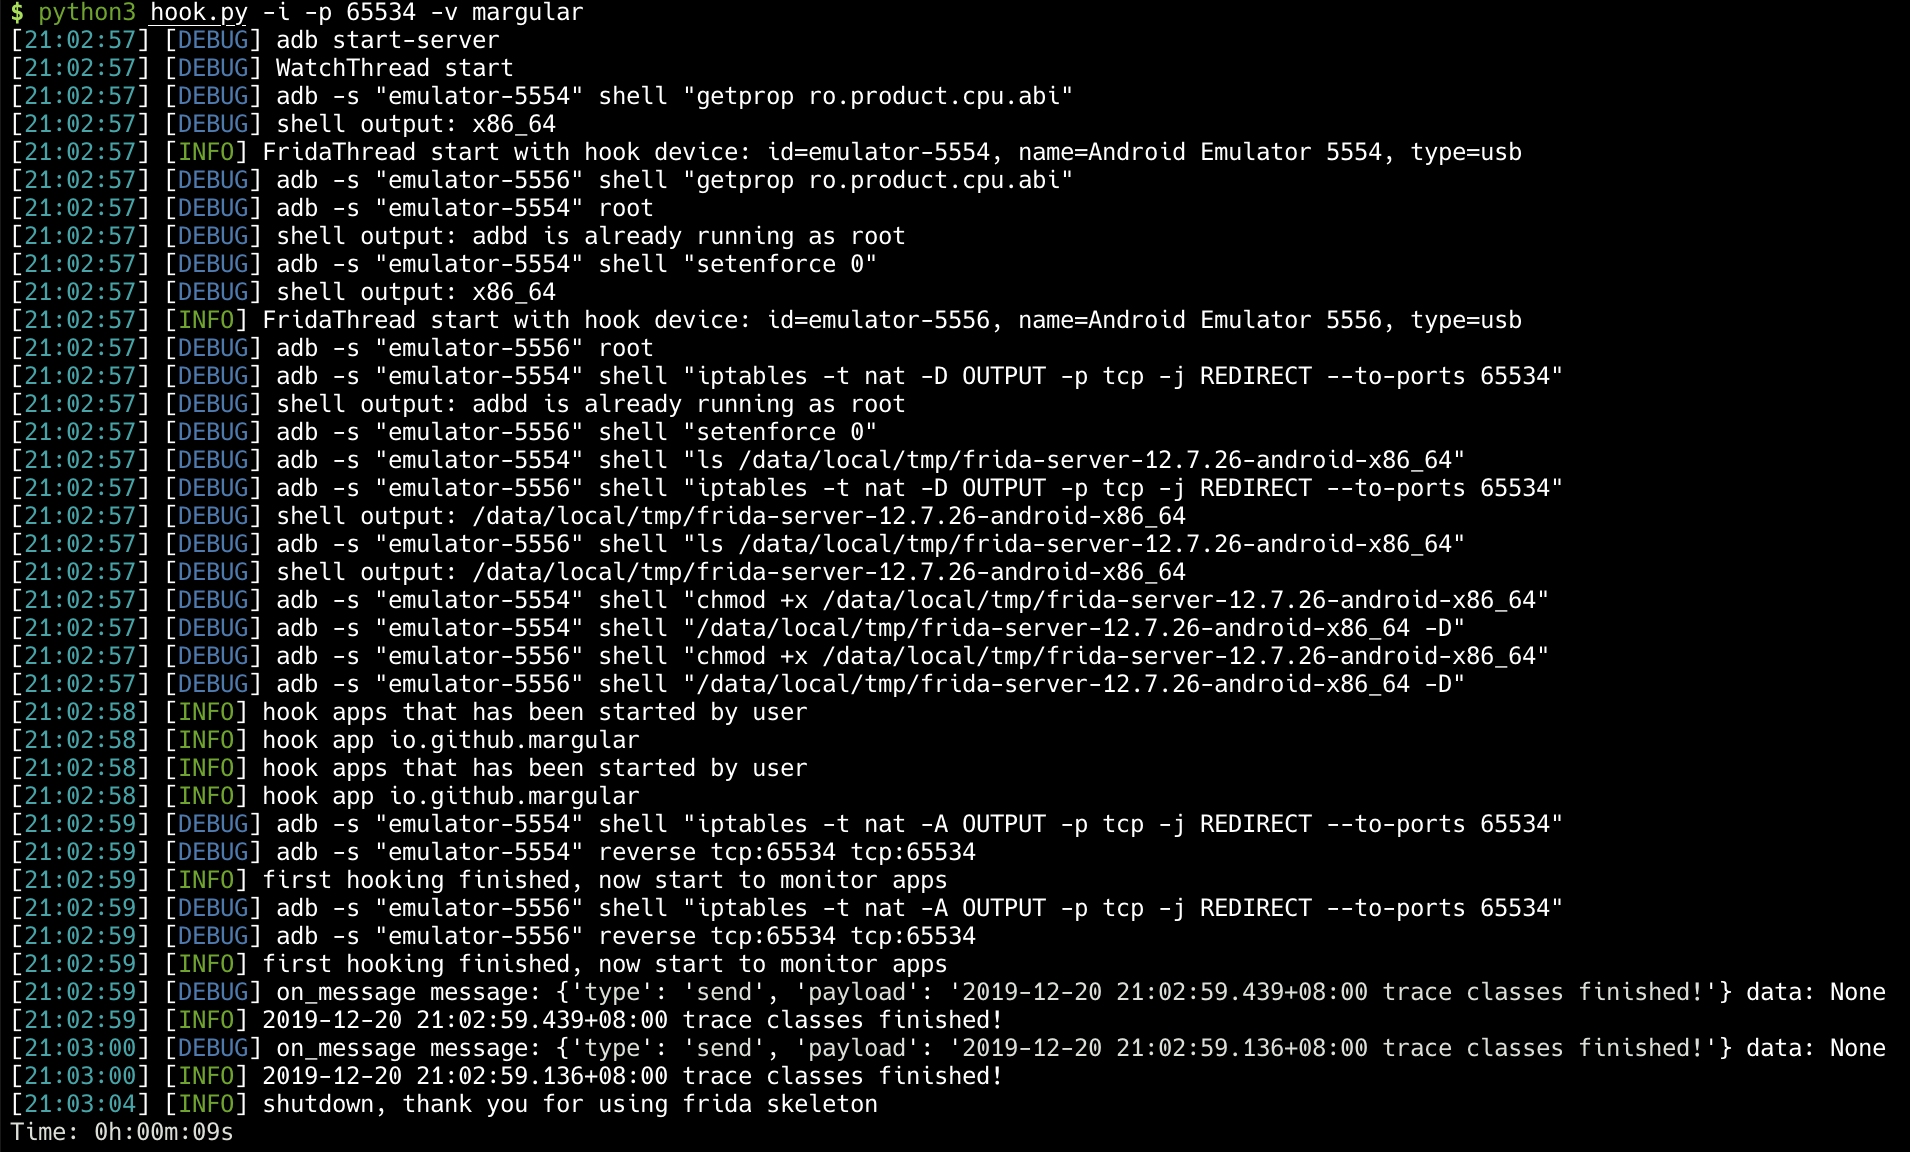 $ python3 hook.py -i -p 65534 -v margular
[21:02:57] [DEBUG] adb start-server
[21:02:57] [DEBUG] WatchThread start
[21:02:57] [DEBUG] adb -s "emulator-5554" shell "getprop ro.product.cpu.abi"
[21:02:57] [DEBUG] shell output: x86_64
[21:02:57] [INFO] FridaThread start with hook device: id=emulator-5554, name=Android Emulator 5554, type=usb
[21:02:57] [DEBUG] adb -s "emulator-5556" shell "getprop ro.product.cpu.abi"
[21:02:57] [DEBUG] adb -s "emulator-5554" root
[21:02:57] [DEBUG] shell output: adbd is already running as root
[21:02:57] [DEBUG] adb -s "emulator-5554" shell "setenforce 0"
[21:02:57] [DEBUG] shell output: x86_64
[21:02:57] [INFO] FridaThread start with hook device: id=emulator-5556, name=Android Emulator 5556, type=usb
[21:02:57] [DEBUG] adb -s "emulator-5556" root
[21:02:57] [DEBUG] adb -s "emulator-5554" shell "iptables -t nat -D OUTPUT -p tcp -j REDIRECT --to-ports 65534"
[21:02:57] [DEBUG] shell output: adbd is already running as root
[21:02:57] [DEBUG] adb -s "emulator-5556" shell "setenforce 0"
[21:02:57] [DEBUG] adb -s "emulator-5554" shell "ls /data/local/tmp/frida-server-12.7.26-android-x86_64"
[21:02:57] [DEBUG] adb -s "emulator-5556" shell "iptables -t nat -D OUTPUT -p tcp -j REDIRECT --to-ports 65534"
[21:02:57] [DEBUG] shell output: /data/local/tmp/frida-server-12.7.26-android-x86_64
[21:02:57] [DEBUG] adb -s "emulator-5556" shell "ls /data/local/tmp/frida-server-12.7.26-android-x86_64"
[21:02:57] [DEBUG] shell output: /data/local/tmp/frida-server-12.7.26-android-x86_64
[21:02:57] [DEBUG] adb -s "emulator-5554" shell "chmod +x /data/local/tmp/frida-server-12.7.26-android-x86_64"
[21:02:57] [DEBUG] adb -s "emulator-5554" shell "/data/local/tmp/frida-server-12.7.26-android-x86_64 -D"
[21:02:57] [DEBUG] adb -s "emulator-5556" shell "chmod +x /data/local/tmp/frida-server-12.7.26-android-x86_64"
[21:02:57] [DEBUG] adb -s "emulator-5556" shell "/data/local/tmp/frida-server-12.7.26-android-x86_64 -D"
[21:02:58] [INFO] hook apps that has been started by user
[21:02:58] [INFO] hook app io.github.margular
[21:02:58] [INFO] hook apps that has been started by user
[21:02:58] [INFO] hook app io.github.margular
[21:02:59] [DEBUG] adb -s "emulator-5554" shell "iptables -t nat -A OUTPUT -p tcp -j REDIRECT --to-ports 65534"
[21:02:59] [DEBUG] adb -s "emulator-5554" reverse tcp:65534 tcp:65534
[21:02:59] [INFO] first hooking finished, now start to monitor apps
[21:02:59] [DEBUG] adb -s "emulator-5556" shell "iptables -t nat -A OUTPUT -p tcp -j REDIRECT --to-ports 65534"
[21:02:59] [DEBUG] adb -s "emulator-5556" reverse tcp:65534 tcp:65534
[21:02:59] [INFO] first hooking finished, now start to monitor apps
[21:02:59] [DEBUG] on_message message: {'type': 'send', 'payload': '2019-12-20 21:02:59.439+08:00 trace classes finished!'} data: None
[21:02:59] [INFO] 2019-12-20 21:02:59.439+08:00 trace classes finished!
[21:03:00] [DEBUG] on_message message: {'type': 'send', 'payload': '2019-12-20 21:02:59.136+08:00 trace classes finished!'} data: None
[21:03:00] [INFO] 2019-12-20 21:02:59.136+08:00 trace classes finished!
[21:03:04] [INFO] shutdown, thank you for using frida skeleton
Time: 0h:00m:09s